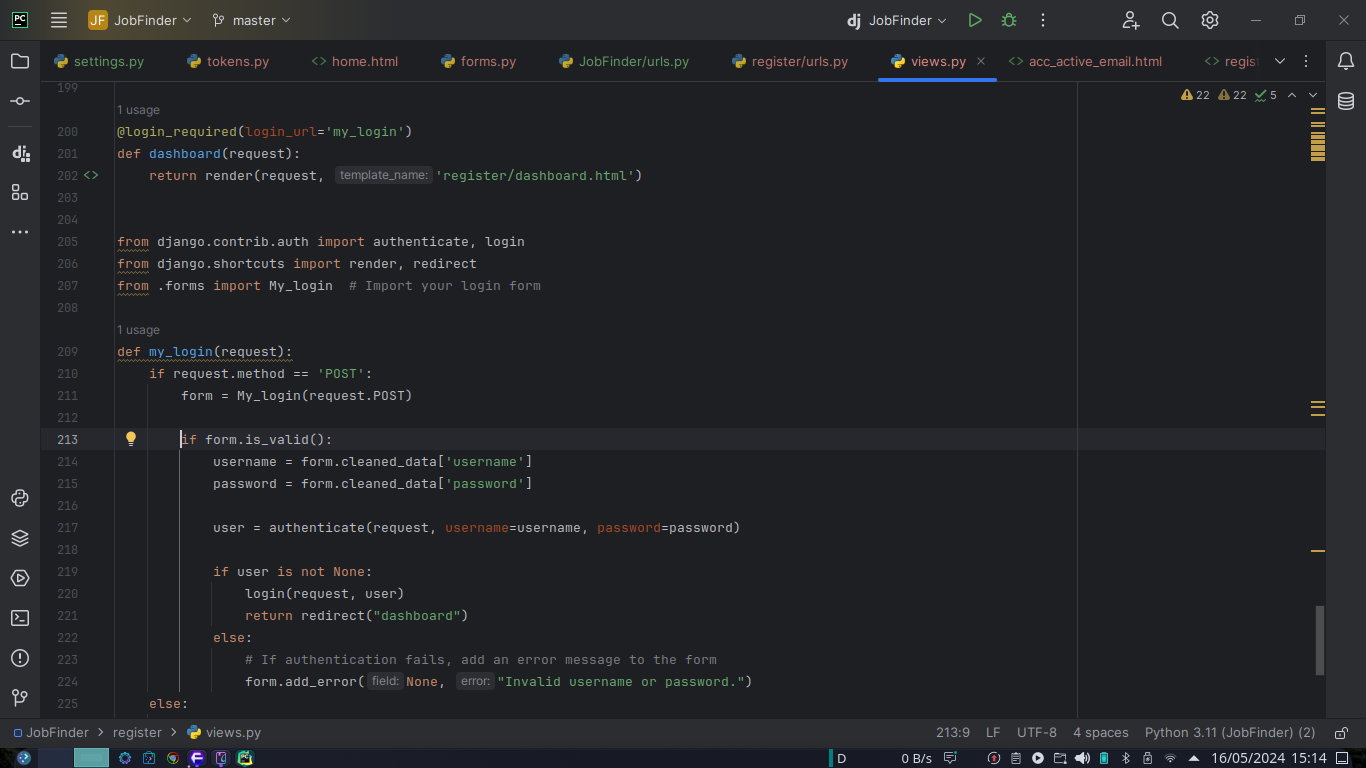 PC JF JobFinder master dj JobFinder
settings.py tokens.py <> home.html forms.py JobFinder/urls.py register/urls.py views.py × <> acc_active_email.html <> regist
199 22 22 5
1 usage
200 @login_required(login_url='my_login')
201 def dashboard(request):
202 <> return render(request, template_name: 'register/dashboard.html')
203
204
205 from django.contrib.auth import authenticate, login
206 from django.shortcuts import render, redirect
207 from .forms import My_login  # Import your login form
208
1 usage
209 def my_login(request):
210 if request.method == 'POST':
211 form = My_login(request.POST)
212
213 if form.is_valid():
214 username = form.cleaned_data['username']
215 password = form.cleaned_data['password']
216
217 user = authenticate(request, username=username, password=password)
218
219 if user is not None:
220 login(request, user)
221 return redirect("dashboard")
222 else:
223 # If authentication fails, add an error message to the form
224 form.add_error( field: None, error: "Invalid username or password.")
225 else:
JobFinder > register > views.py 213:9 LF UTF-8 4 spaces Python 3.11 (JobFinder) (2)
D 0 B/s 16/05/2024 15:14